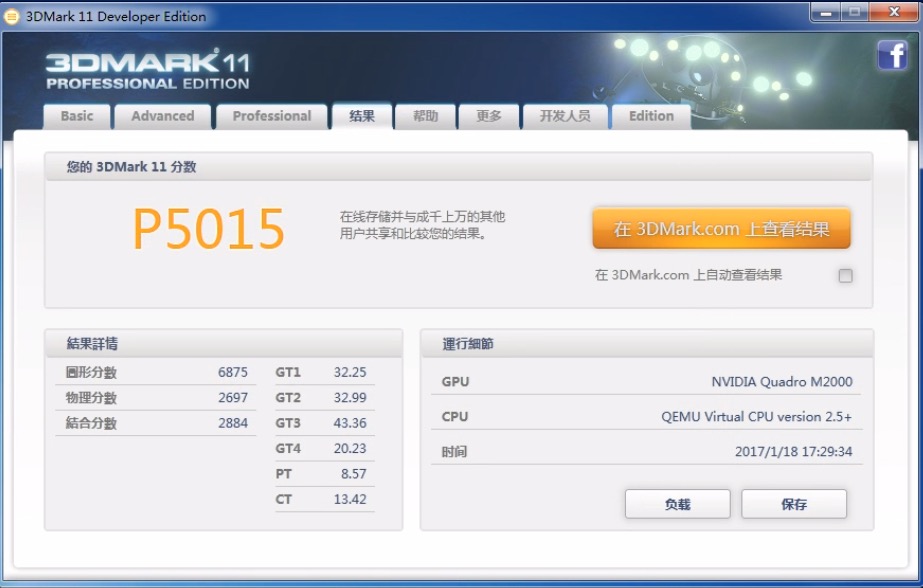 3DMark 11 Developer Edition
3DMARK 11
PROFESSIONAL EDITION
f
Basic
Advanced
Professional
结果
帮助
更多
开发人员
Edition
您的 3DMark 11 分数
P5015
在线存储并与成千上万的其他
用户共享和比较您的结果。
在 3DMark.com 上查看结果
在 3DMark.com 上自动查看结果
結果詳情
圖形分數 6875
物理分數 2697
結合分數 2884
GT1 32.25
GT2 32.99
GT3 43.36
GT4 20.23
PT 8.57
CT 13.42
運行細節
GPU NVIDIA Quadro M2000
CPU QEMU Virtual CPU version 2.5+
时间 2017/1/18 17:29:34
负载
保存